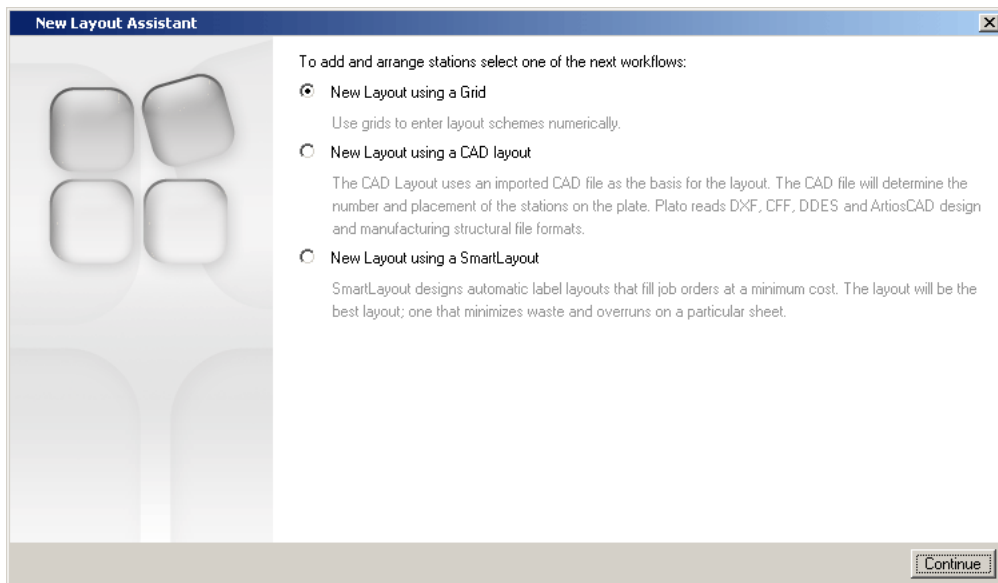 New Layout Assistant
To add and arrange stations select one of the next workflows:
New Layout using a Grid
Use grids to enter layout schemes numerically.
New Layout using a CAD layout
The CAD Layout uses an imported CAD file as the basis for the layout. The CAD file will determine the
number and placement of the stations on the plate. Plato reads DXF, CFF, DDES and ArtiosCAD design
and manufacturing structural file formats.
New Layout using a SmartLayout
SmartLayout designs automatic label layouts that fill job orders at a minimum cost. The layout will be the
best layout; one that minimizes waste and overruns on a particular sheet.
Continue